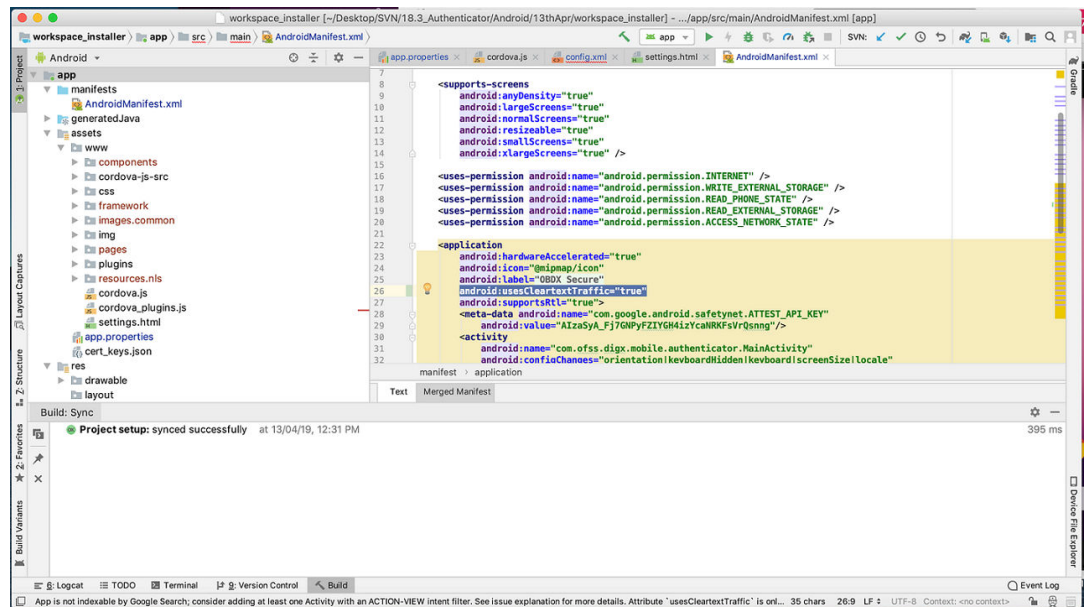 workspace_installer [~/Desktop/SVN/18.3_Authenticator/Android/13thApr/workspace_installer] - .../app/src/main/AndroidManifest.xml [app]
workspace_installer app src main AndroidManifest.xml
app SVN:
1: Project
Android
app.properties cordova.js config.xml settings.html AndroidManifest.xml
Gradle
app
manifests
AndroidManifest.xml
generatedJava
assets
www
components
cordova-js-src
css
framework
images.common
img
pages
plugins
resources.nls
cordova.js
cordova_plugins.js
settings.html
app.properties
cert_keys.json
res
drawable
layout
7
8 <supports-screens
9 android:anyDensity="true"
10 android:largeScreens="true"
11 android:normalScreens="true"
12 android:resizeable="true"
13 android:smallScreens="true"
14 android:xlargeScreens="true" />
15
16 <uses-permission android:name="android.permission.INTERNET" />
17 <uses-permission android:name="android.permission.WRITE_EXTERNAL_STORAGE" />
18 <uses-permission android:name="android.permission.READ_PHONE_STATE" />
19 <uses-permission android:name="android.permission.READ_EXTERNAL_STORAGE" />
20 <uses-permission android:name="android.permission.ACCESS_NETWORK_STATE" />
21
22 <application
23 android:hardwareAccelerated="true"
24 android:icon="@mipmap/icon"
25 android:label="OBDX Secure"
26 android:usesCleartextTraffic="true"
27 android:supportsRtl="true">
28 <meta-data android:name="com.google.android.safetynet.ATTEST_API_KEY"
29 android:value="AIzaSyA_Fj7GNPyFZIYGH4izYcaNRKFsVrQsnng"/>
30 <activity
31 android:name="com.ofss.digx.mobile.authenticator.MainActivity"
32 android:configChanges="orientation|keyboardHidden|keyboard|screenSize|locale"
manifest › application
Text Merged Manifest
Layout Captures
Z: Structure
2: Favorites
Build Variants
Device File Explorer
Build: Sync
Project setup: synced successfully at 13/04/19, 12:31 PM 395 ms
6: Logcat TODO Terminal 9: Version Control Build Event Log
App is not indexable by Google Search; consider adding at least one Activity with an ACTION-VIEW intent filter. See issue explanation for more details. Attribute `usesCleartextTraffic` is onl... 35 chars 26:9 LF UTF-8 Context: <no context>